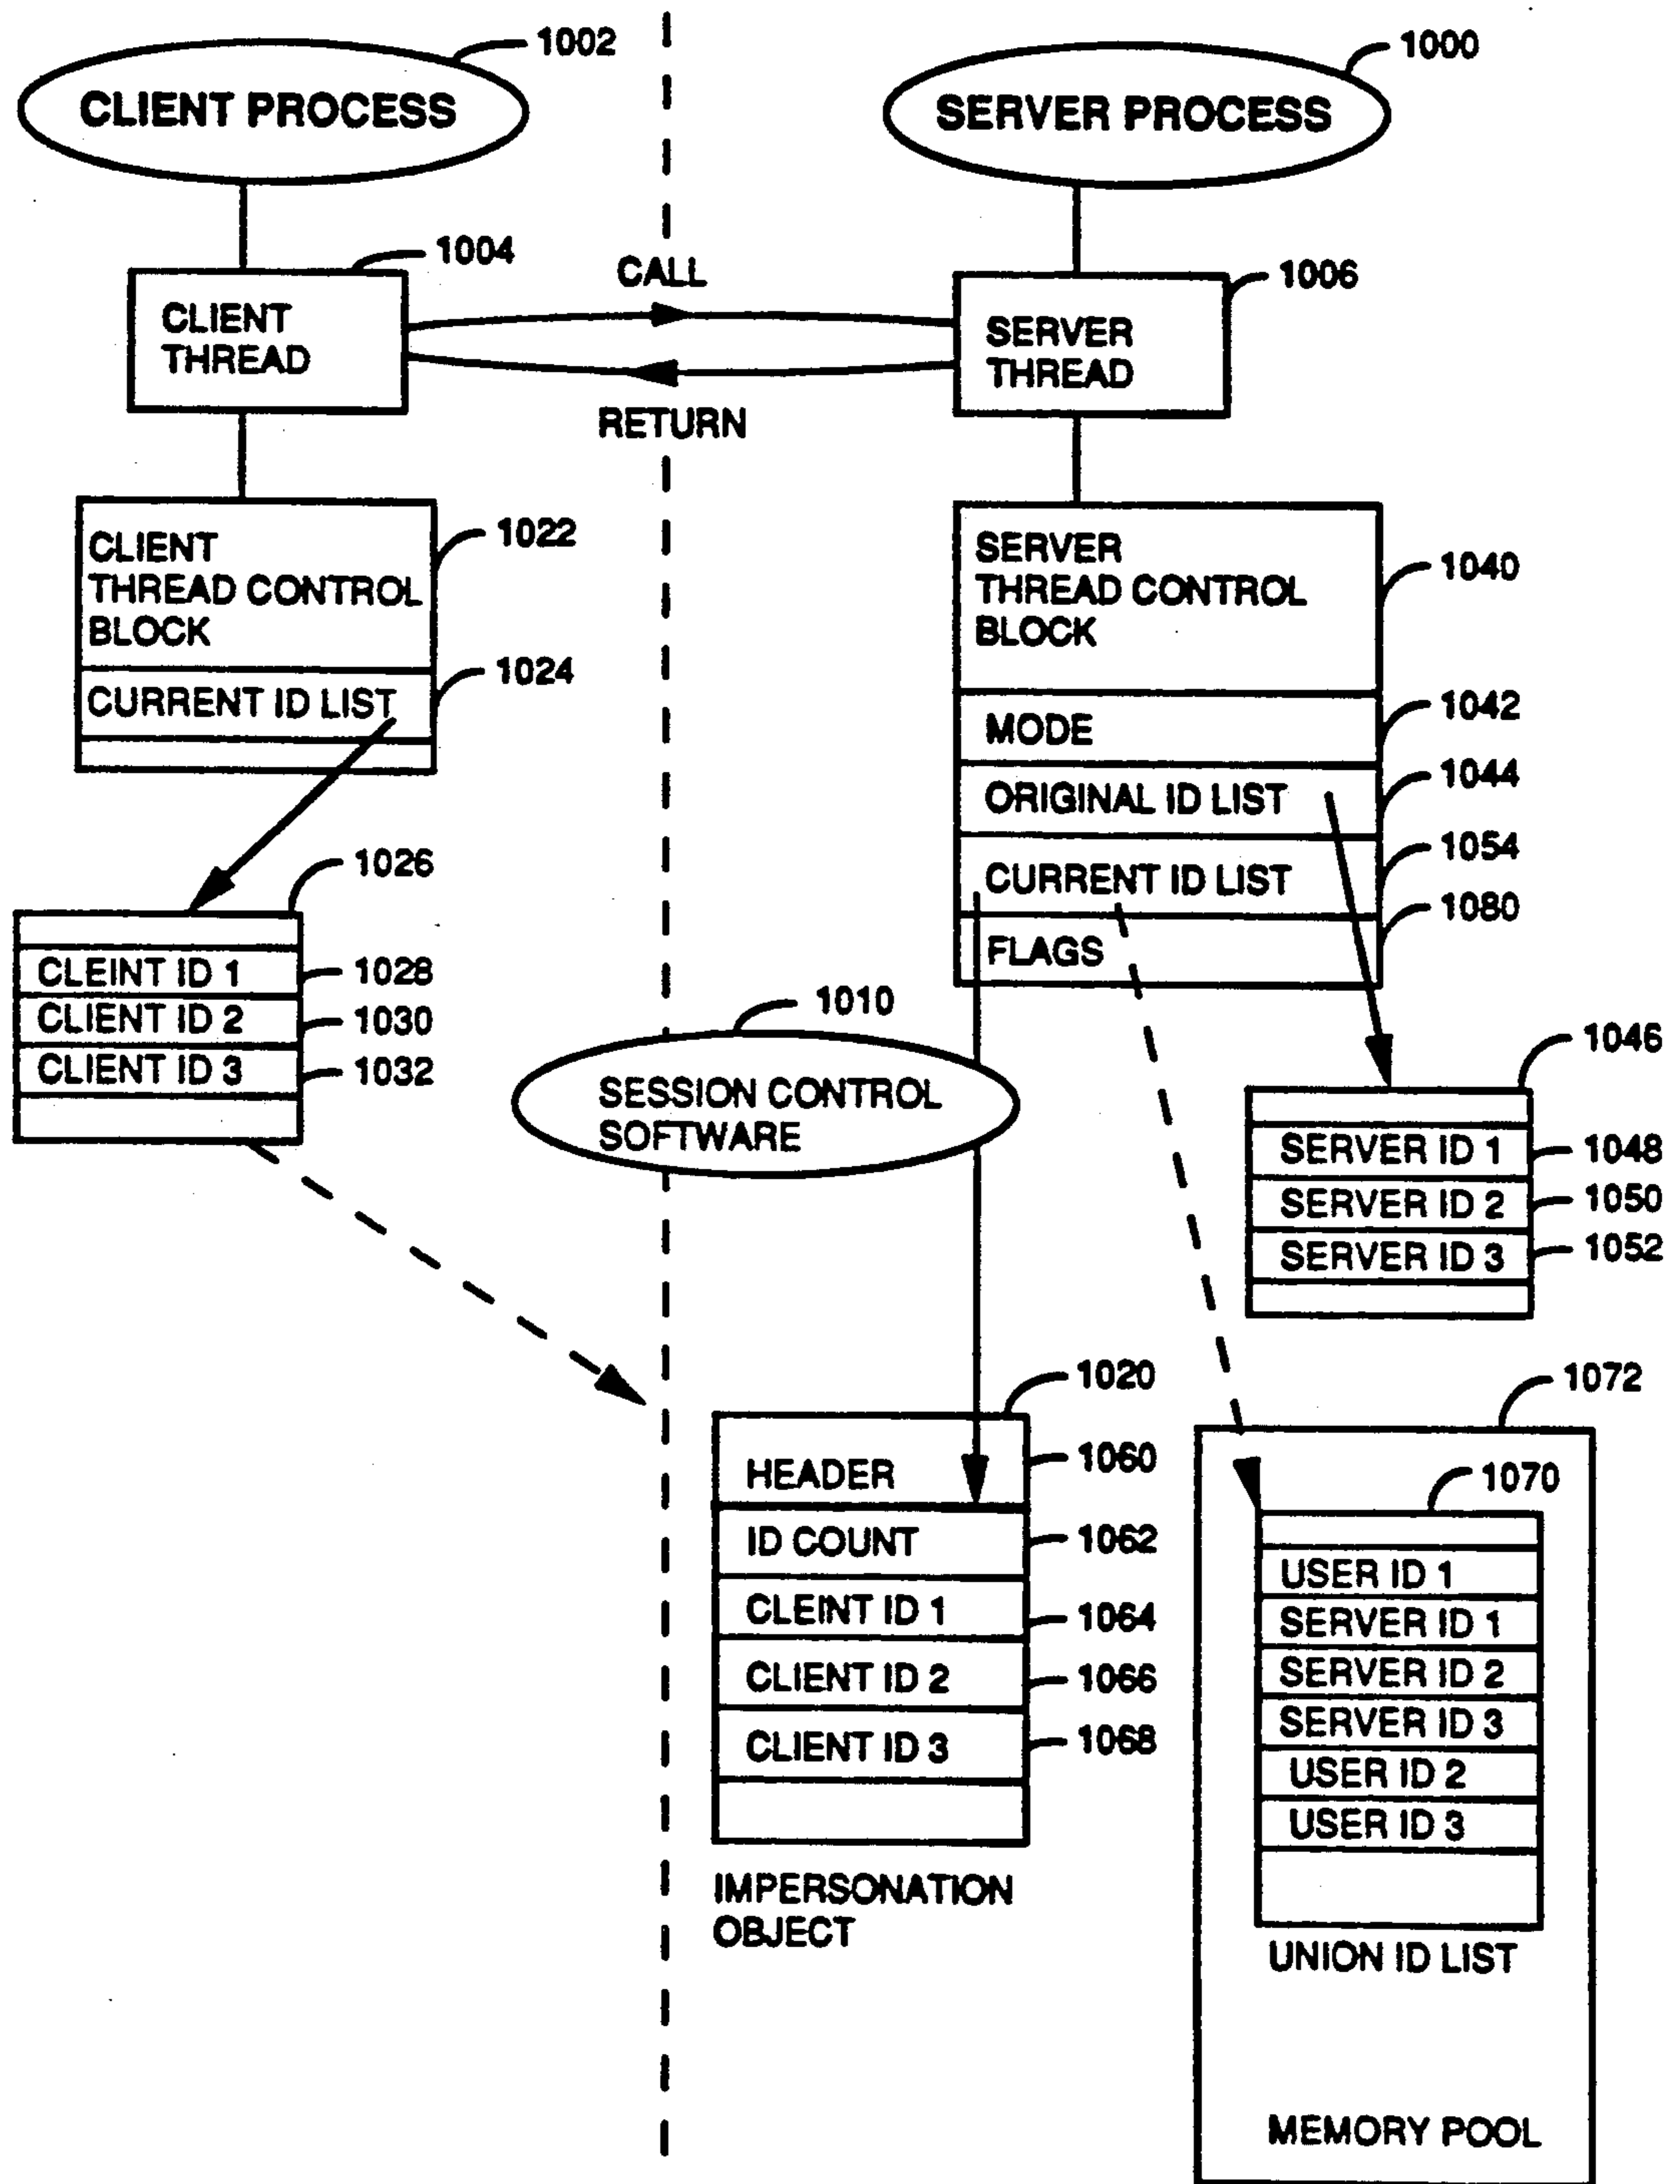 1002
CLIENT PROCESS
1000
SERVER PROCESS
1004
CLIENT
THREAD
CALL
RETURN
1006
SERVER
THREAD
CLIENT
THREAD CONTROL
BLOCK
1022
CURRENT ID LIST
1024
SERVER
THREAD CONTROL
BLOCK
1040
MODE
1042
ORIGINAL ID LIST
1044
CURRENT ID LIST
1054
FLAGS
1080
1026
CLEINT ID 1
1028
CLIENT ID 2
1030
CLIENT ID 3
1032
1010
SESSION CONTROL
SOFTWARE
1046
SERVER ID 1
1048
SERVER ID 2
1050
SERVER ID 3
1052
1020
HEADER
1060
ID COUNT
1062
CLEINT ID 1
1064
CLIENT ID 2
1066
CLIENT ID 3
1068
IMPERSONATION
OBJECT
1072
1070
USER ID 1
SERVER ID 1
SERVER ID 2
SERVER ID 3
USER ID 2
USER ID 3
UNION ID LIST
MEMORY POOL